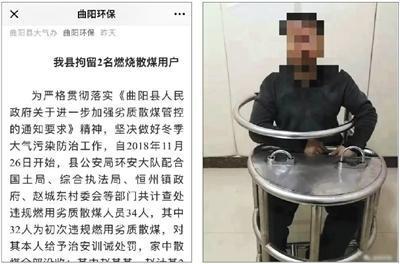 曲阳环保
曲阳县大气办 曲阳环保 昨天
我县拘留2名燃烧散煤用户
为严格贯彻落实《曲阳县人民
政府关于进一步加强劣质散煤管控
的通知要求》精神，坚决做好冬季
大气污染防治工作，自2018年11月
26日开始，县公安局环安大队配合
国土局、综合执法局、恒州镇政
府、赵城东村委会等部门共计查处
违规燃用劣质散煤人员34人，其中
32人为初次违规燃用劣质散煤，对
其本人给予治安训诫处罚，家中散